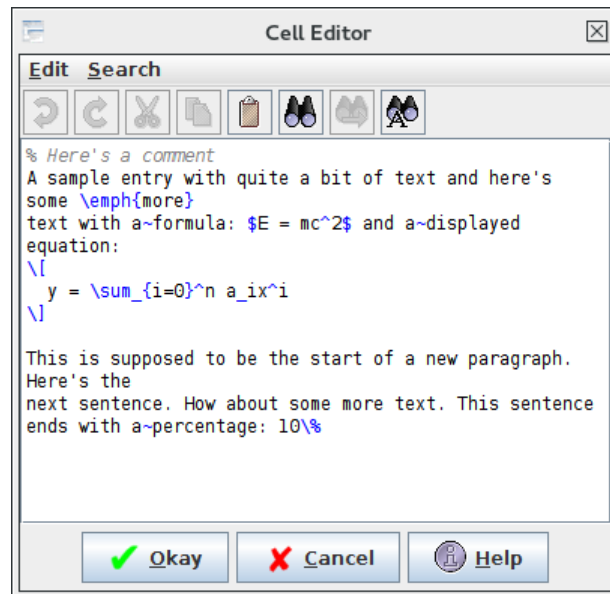 Cell Editor
Edit Search
A
% Here's a comment
A sample entry with quite a bit of text and here's
some \emph{more}
text with a~formula: $E = mc^2$ and a~displayed
equation:
\[
  y = \sum_{i=0}^n a_ix^i
\]
This is supposed to be the start of a new paragraph.
Here's the
next sentence. How about some more text. This sentence
ends with a~percentage: 10\%
Okay Cancel Help